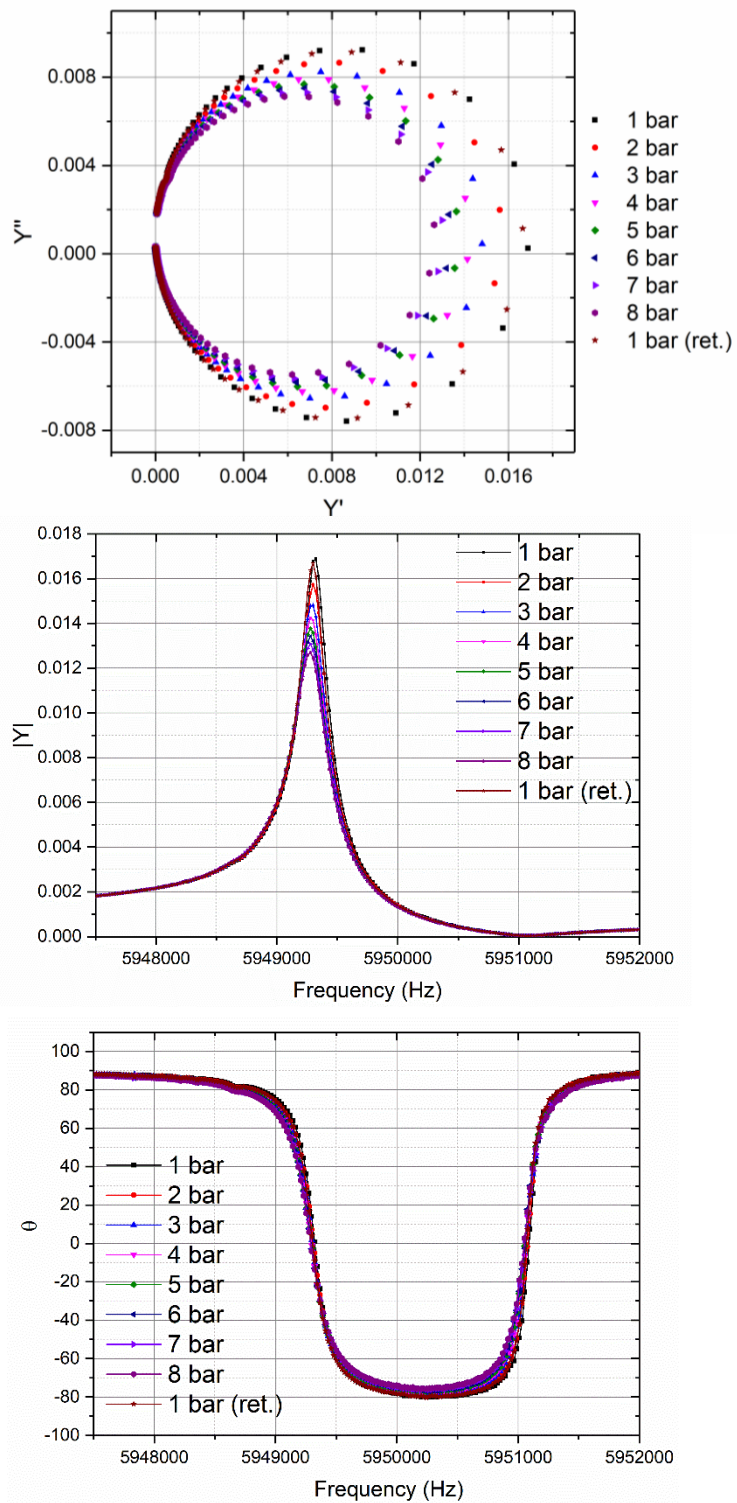 0.008
0.004
0.000
-0.004
-0.008
Y''
0.000 0.004 0.008 0.012 0.016
Y'
1 bar
2 bar
3 bar
4 bar
5 bar
6 bar
7 bar
8 bar
1 bar (ret.)
0.018
0.016
0.014
0.012
0.010
0.008
0.006
0.004
0.002
0.000
|Y|
1 bar
2 bar
3 bar
4 bar
5 bar
6 bar
7 bar
8 bar
1 bar (ret.)
5948000 5949000 5950000 5951000 5952000
Frequency (Hz)
100
80
60
40
20
0
-20
-40
-60
-80
-100
θ
1 bar
2 bar
3 bar
4 bar
5 bar
6 bar
7 bar
8 bar
1 bar (ret.)
5948000 5949000 5950000 5951000 5952000
Frequency (Hz)